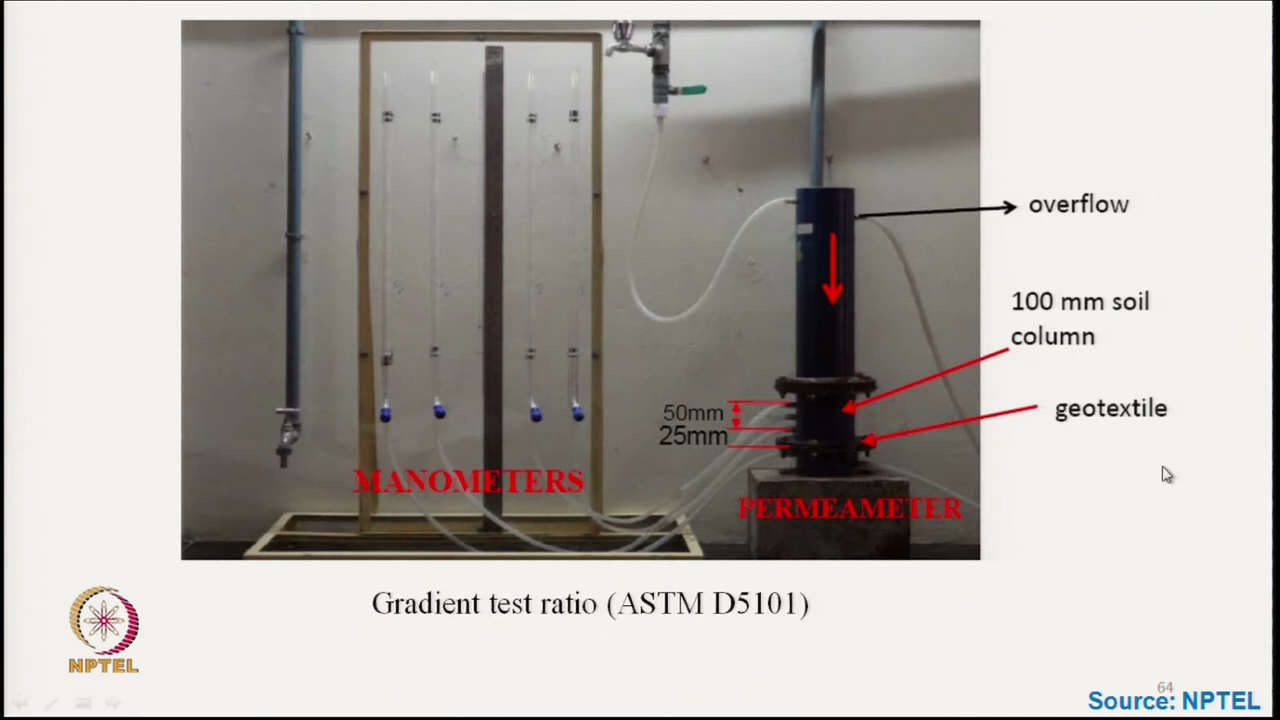 overflow
100 mm soil
column
50mm
25mm
geotextile
MANOMETERS
PERMEAMETER
Gradient test ratio (ASTM D5101)
NPTEL
64
Source: NPTEL